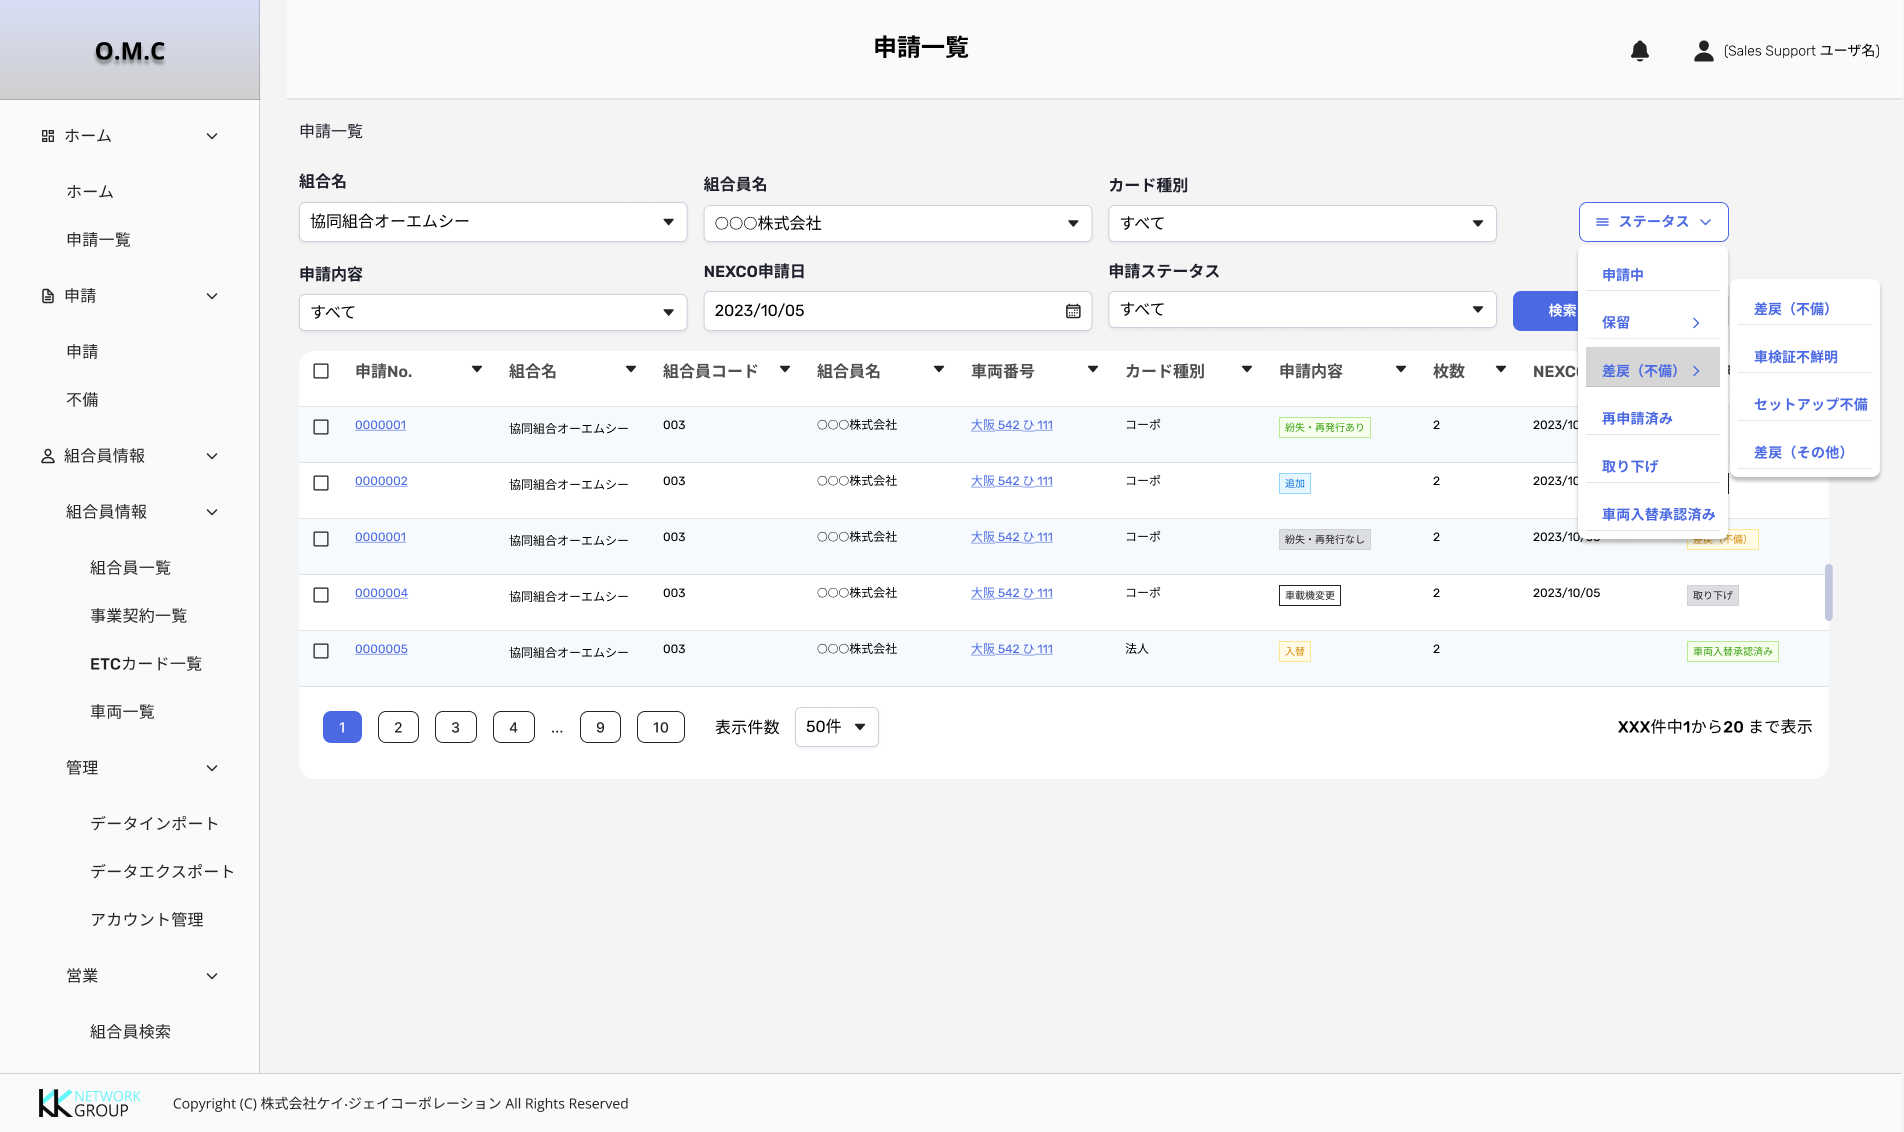 O.M.C
申請一覧
(Sales Support ユーザ名)
ホーム
ホーム
申請一覧
申請
申請
不備
組合員情報
組合員情報
組合員一覧
事業契約一覧
ETCカード一覧
車両一覧
管理
データインポート
データエクスポート
アカウント管理
営業
組合員検索
申請一覧
組合名
組合員名
カード種別
協同組合オーエムシー
○○○株式会社
すべて
ステータス
申請内容
NEXCO申請日
申請ステータス
すべて
2023/10/05
すべて
検索
申請中
保留
差戻（不備）
再申請済み
取り下げ
車両入替承認済み
差戻（不備）
車検証不鮮明
セットアップ不備
差戻（その他）
申請No. 組合名 組合員コード 組合員名 車両番号 カード種別 申請内容 枚数 NEXC
0000001 協同組合オーエムシー 003 ○○○株式会社 大阪 542 ひ 111 コーポ 紛失・再発行あり 2 2023/10
0000002 協同組合オーエムシー 003 ○○○株式会社 大阪 542 ひ 111 コーポ 追加 2 2023/10
0000001 協同組合オーエムシー 003 ○○○株式会社 大阪 542 ひ 111 コーポ 紛失・再発行なし 2 2023/10/05 差戻（不備）
0000004 協同組合オーエムシー 003 ○○○株式会社 大阪 542 ひ 111 コーポ 車載機変更 2 2023/10/05 取り下げ
0000005 協同組合オーエムシー 003 ○○○株式会社 大阪 542 ひ 111 法人 入替 2 車両入替承認済み
1 2 3 4 ... 9 10 表示件数 50件 XXX件中1から20 まで表示
KK NETWORK GROUP
Copyright (C) 株式会社ケイ･ジェイコーポレーション All Rights Reserved